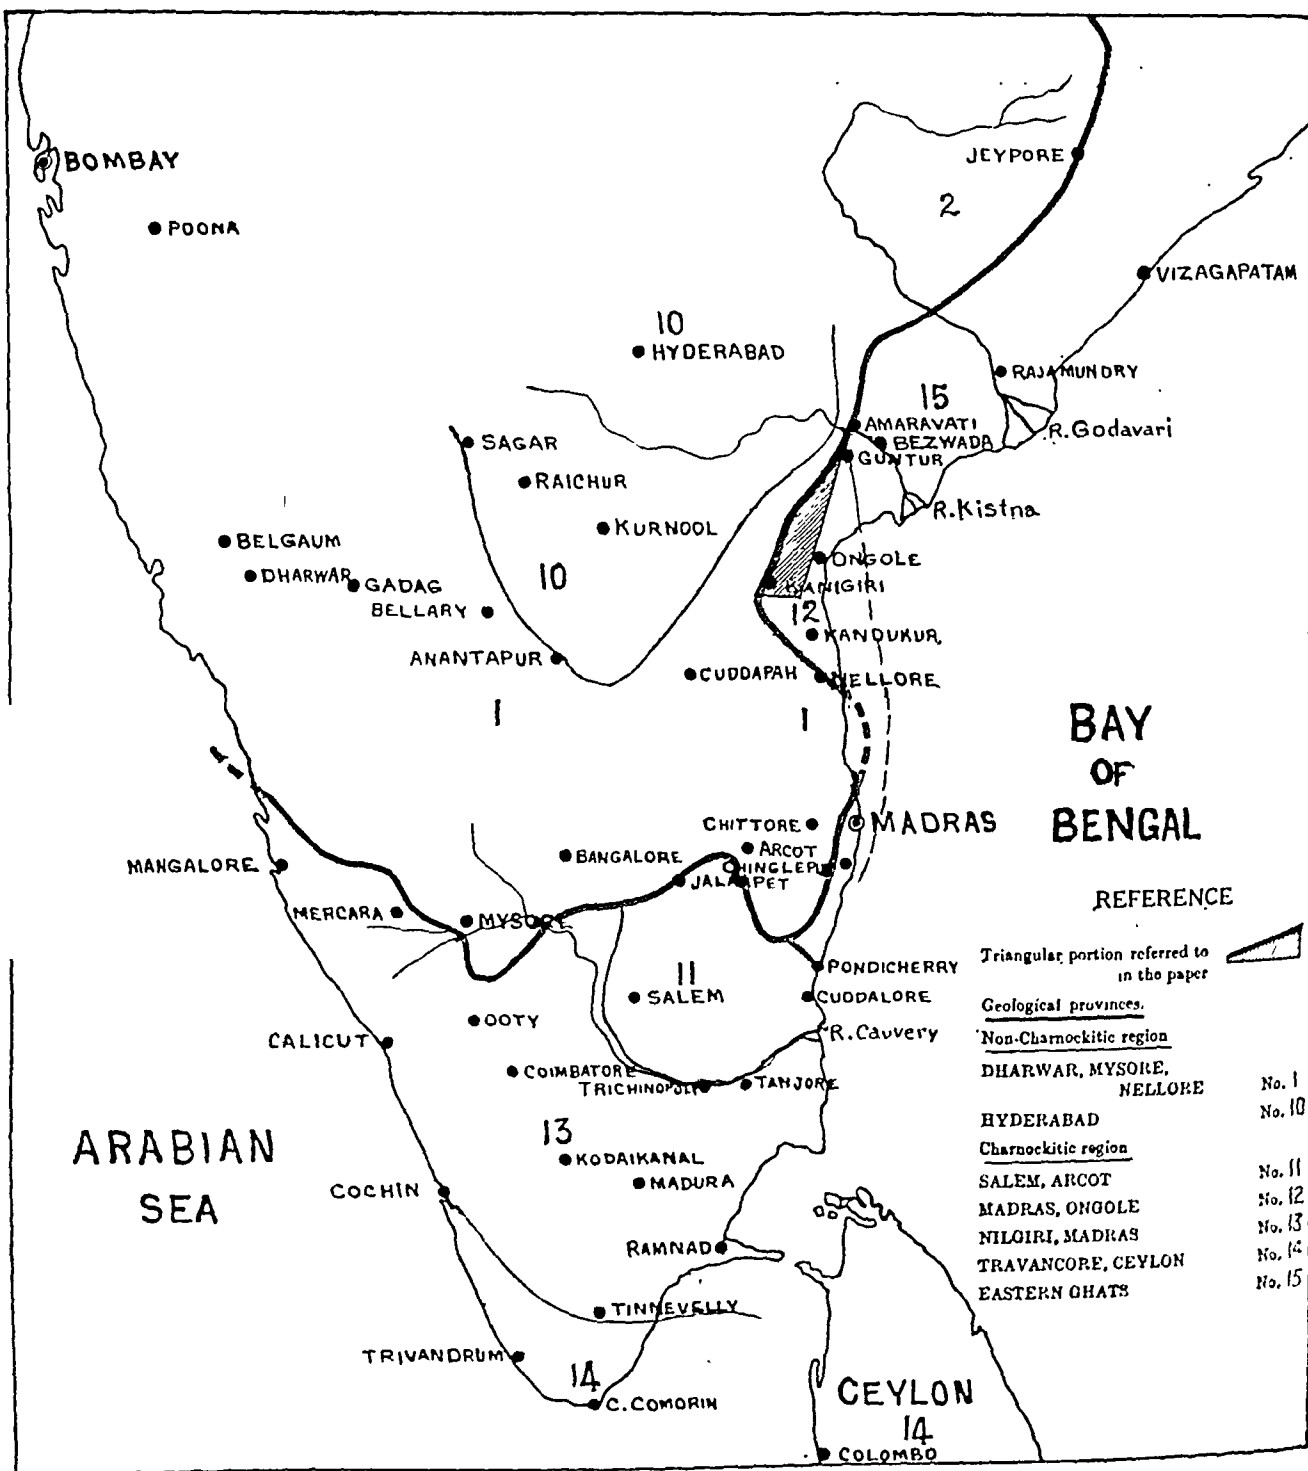 JEYPORE
BOMBAY
2
POONA
VIZAGAPATAM
10
HYDERABAD
RAJAMUNDRY
15
AMARAVATI
R. Godavari
SAGAR
BEZWADA
GUNTUR
RAICHUR
R. Kistna
KURNOOL
BELGAUM
ONGOLE
DHARWAR
GADAG
10
KANIGIRI
BELLARY
12
KANDUKUR
ANANTAPUR
CUDDAPAH
NELLORE
1
1
BAY
OF
BENGAL
CHITTORE
MADRAS
BANGALORE
ARCOT
MANGALORE
CHINGLEPUT
JALARPET
MERCARA
MYSORE
PONDICHERRY
11
SALEM
CUDDALORE
OOTY
R. Cauvery
CALICUT
COIMBATORE
TRICHINOPOLY
TANJORE
13
KODAIKANAL
MADURA
ARABIAN
SEA
COCHIN
RAMNAD
TINNEVELLY
TRIVANDRUM
14
C. COMORIN
CEYLON
14
COLOMBO
REFERENCE
Triangular portion referred to
in the paper
Geological provinces.
Non-Charnockitic region
DHARWAR, MYSORE,
NELLORE No. 1
HYDERABAD No. 10
Charnockitic region
SALEM, ARCOT No. 11
MADRAS, ONGOLE No. 12
NILGIRI, MADRAS No. 13
TRAVANCORE, CEYLON No. 14
EASTERN GHATS No. 15